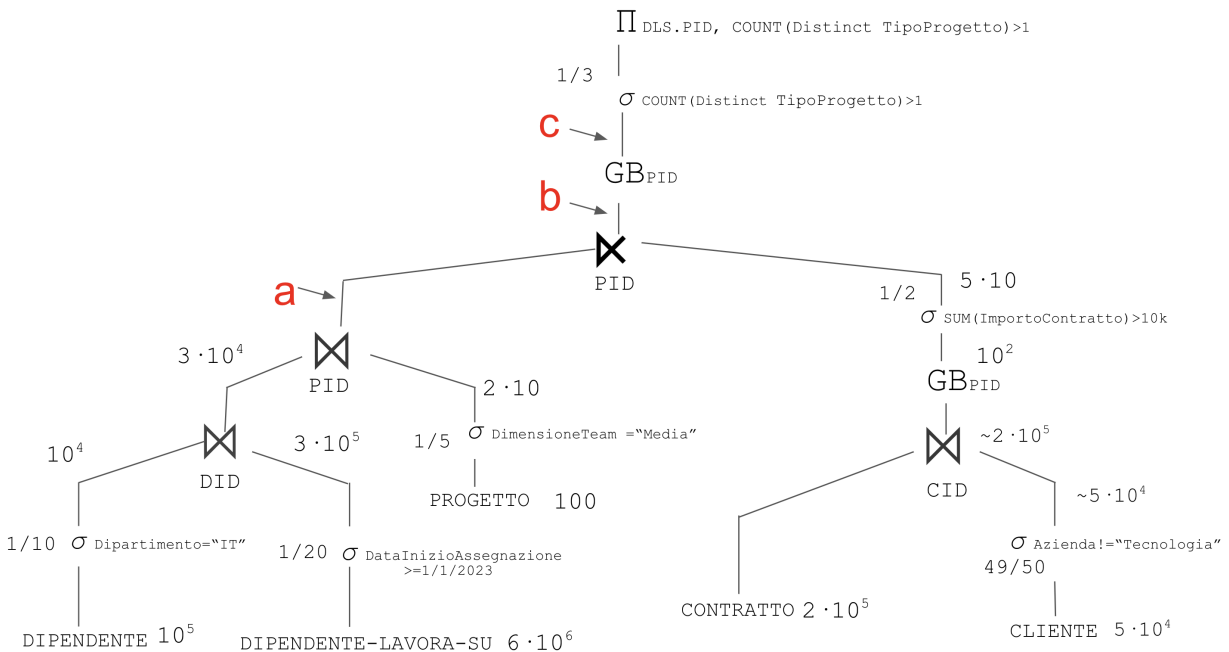 ∏ DLS.PID, COUNT(Distinct TipoProgetto)>1
1/3
σ COUNT(Distinct TipoProgetto)>1
c
GB PID
b
PID
a
1/2
5·10
σ SUM(ImportoContratto)>10k
3·10⁴
10²
PID
GB PID
2·10
1/5 σ DimensioneTeam =“Media”
10⁴
3·10⁵
~2·10⁵
DID
CID
PROGETTO 100
~5·10⁴
1/10 σ Dipartimento=“IT”
1/20 σ DataInizioAssegnazione
>=1/1/2023
σ Azienda!=“Tecnologia”
49/50
CONTRATTO 2·10⁵
DIPENDENTE 10⁵
DIPENDENTE-LAVORA-SU 6·10⁶
CLIENTE 5·10⁴